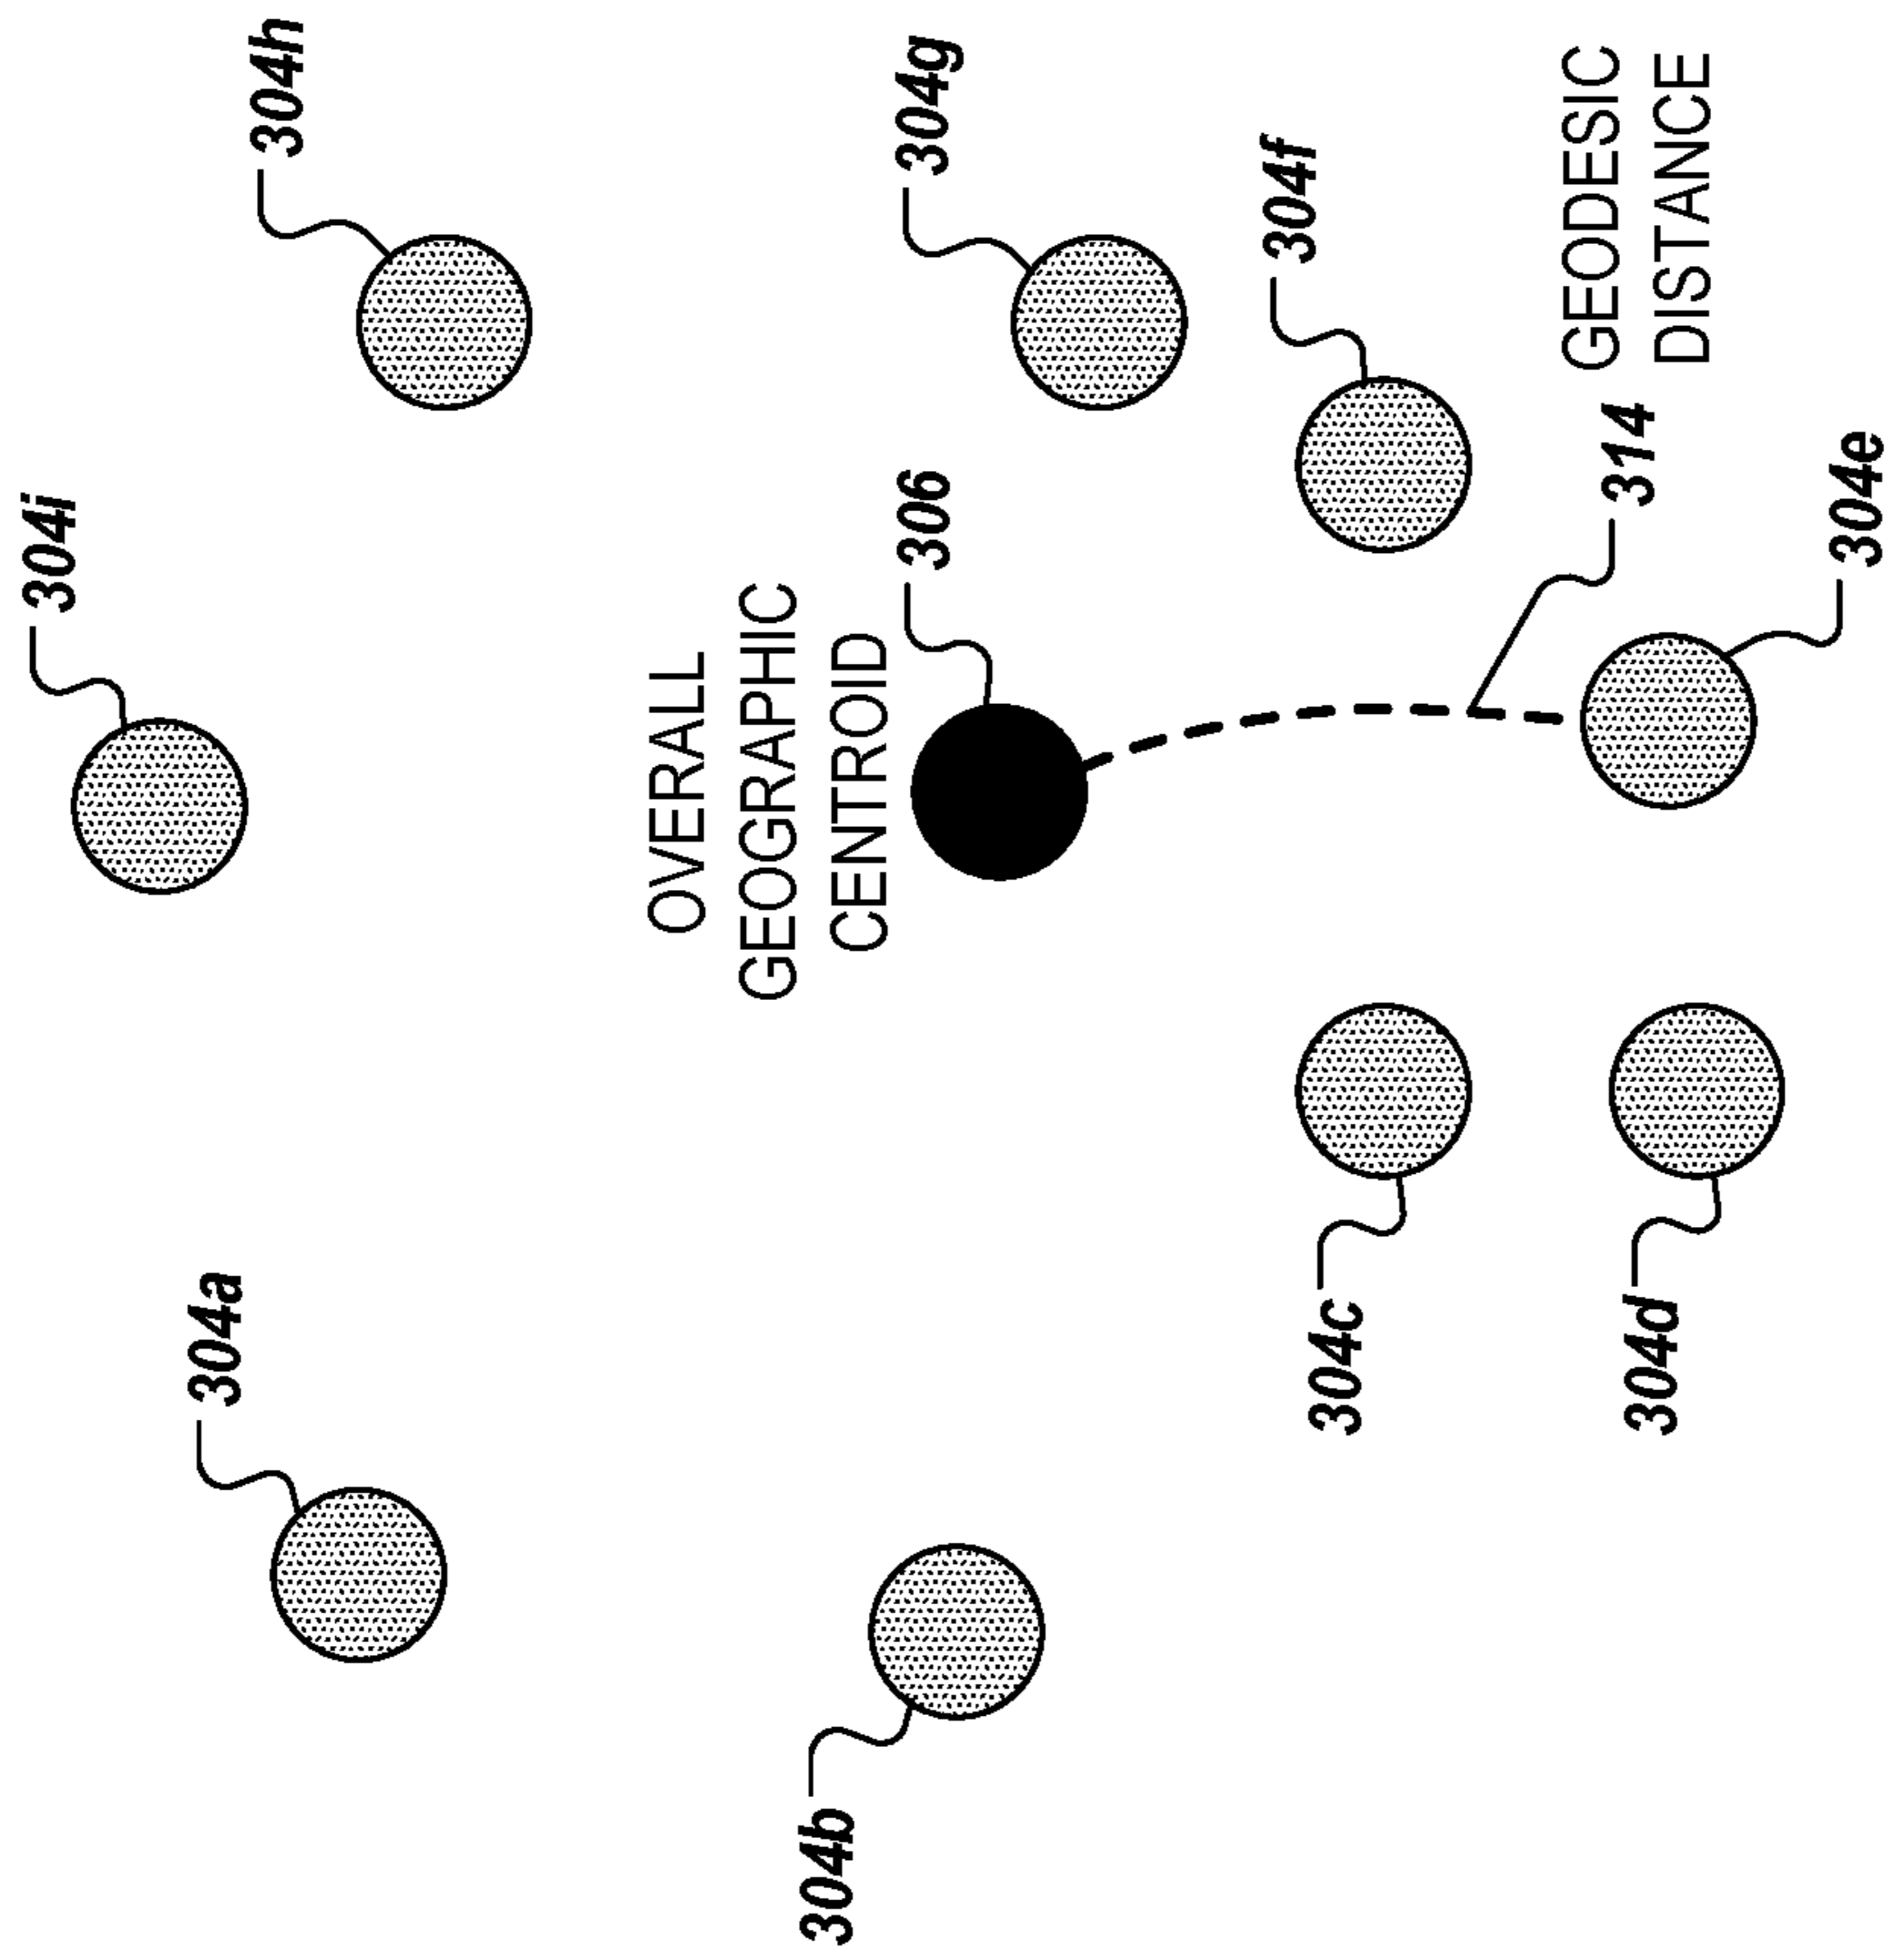 304i
304a
304h
OVERALL
GEOGRAPHIC
CENTROID
304b
306
304g
304f
304c
GEODESIC
DISTANCE
314
304d
304e